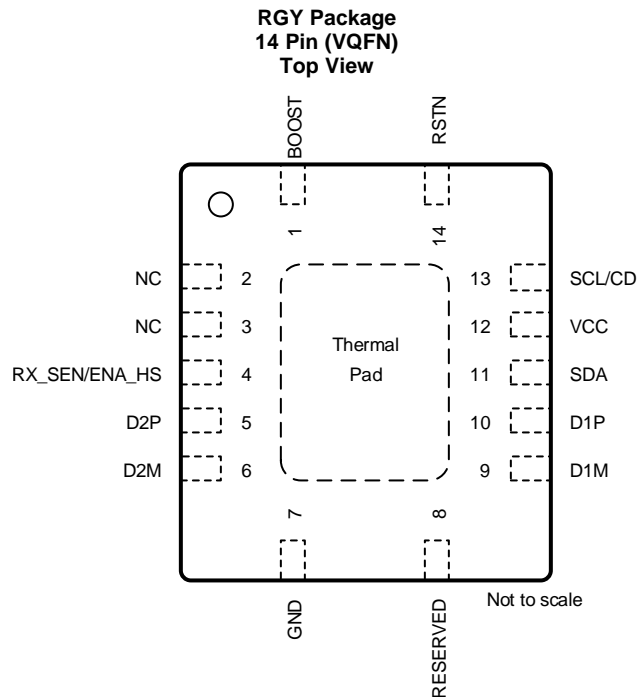 RGY Package
14 Pin (VQFN)
Top View
BOOST
RSTN
1
14
NC 2 13 SCL/CD
NC 3 12 VCC
Thermal
Pad
RX_SEN/ENA_HS 4 11 SDA
D2P 5 10 D1P
D2M 6 9 D1M
7
8
GND
RESERVED
Not to scale